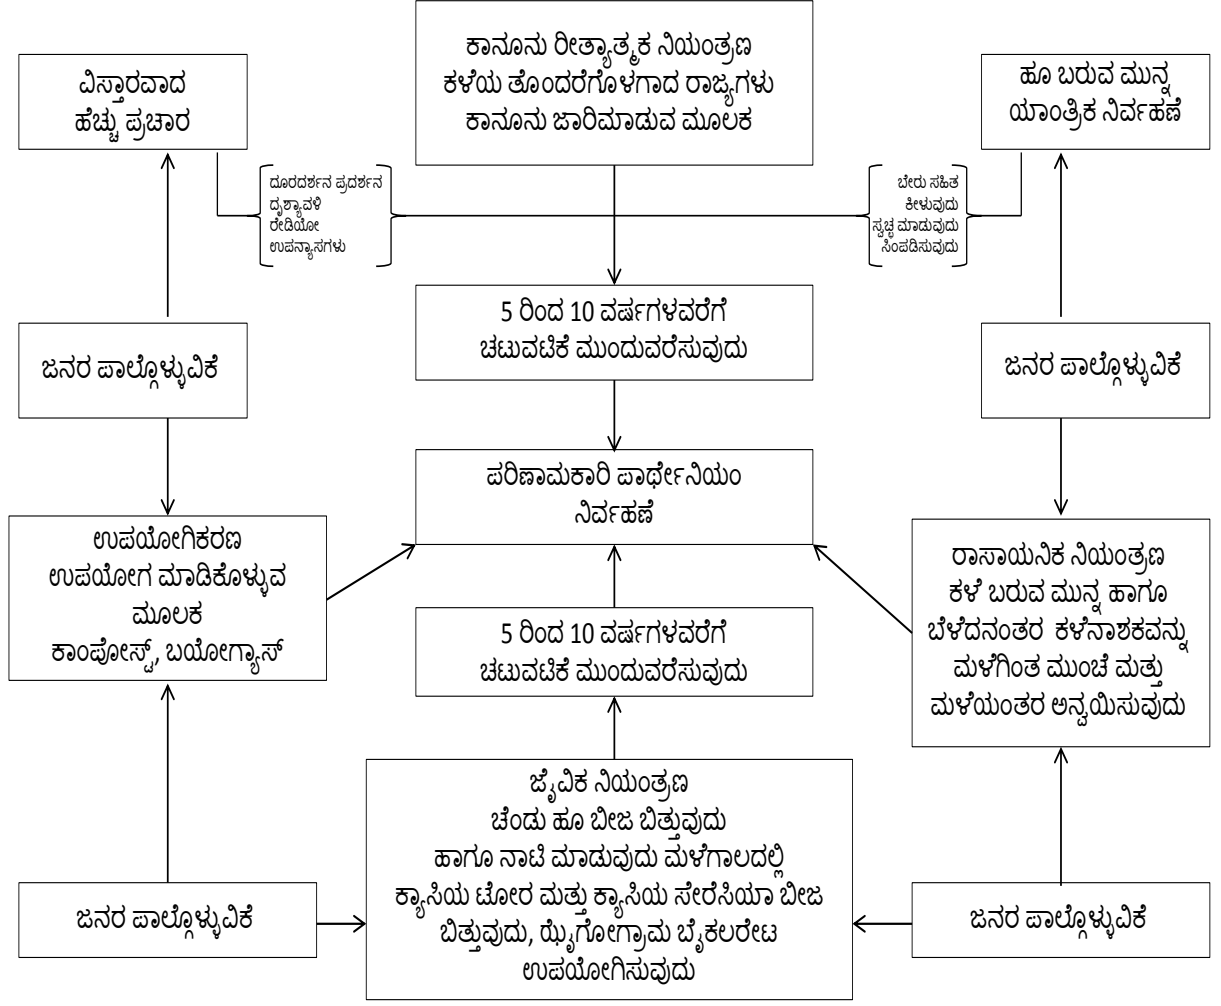 ಕಾನೂನು ರೀತ್ಯಾತ್ಮಕ ನಿಯಂತ್ರಣ
ಕಳೆಯ ತೊಂದರೆಗೊಳಗಾದ ರಾಜ್ಯಗಳು
ಕಾನೂನು ಜಾರಿಮಾಡುವ ಮೂಲಕ
ವಿಸ್ತಾರವಾದ
ಹೆಚ್ಚು ಪ್ರಚಾರ
ಹೂ ಬರುವ ಮುನ್ನ
ಯಾಂತ್ರಿಕ ನಿರ್ವಹಣೆ
ದೂರದರ್ಶನ ಪ್ರದರ್ಶನ
ದೃಶ್ಯಾವಳಿ
ರೇಡಿಯೋ
ಉಪನ್ಯಾಸಗಳು
ಬೇರು ಸಹಿತ
ಕೀಳುವುದು
ಸ್ವಚ್ಛ ಮಾಡುವುದು
ಸಿಂಪಡಿಸುವುದು
5 ರಿಂದ 10 ವರ್ಷಗಳವರೆಗೆ
ಚಟುವಟಿಕೆ ಮುಂದುವರೆಸುವುದು
ಜನರ ಪಾಲ್ಗೊಳ್ಳುವಿಕೆ
ಜನರ ಪಾಲ್ಗೊಳ್ಳುವಿಕೆ
ಪರಿಣಾಮಕಾರಿ ಪಾರ್ಥೇನಿಯಂ
ನಿರ್ವಹಣೆ
ಉಪಯೋಗಿಕರಣ
ಉಪಯೋಗ ಮಾಡಿಕೊಳ್ಳುವ
ಮೂಲಕ
ಕಾಂಪೋಸ್ಟ್, ಬಯೋಗ್ಯಾಸ್
ರಾಸಾಯನಿಕ ನಿಯಂತ್ರಣ
ಕಳೆ ಬರುವ ಮುನ್ನ ಹಾಗೂ
ಬೆಳೆದನಂತರ ಕಳೆನಾಶಕವನ್ನು
ಮಳೆಗಿಂತ ಮುಂಚೆ ಮತ್ತು
ಮಳೆಯಂತರ ಅನ್ವಯಿಸುವುದು
5 ರಿಂದ 10 ವರ್ಷಗಳವರೆಗೆ
ಚಟುವಟಿಕೆ ಮುಂದುವರೆಸುವುದು
ಜೈವಿಕ ನಿಯಂತ್ರಣ
ಚೆಂಡು ಹೂ ಬೀಜ ಬಿತ್ತುವುದು
ಹಾಗೂ ನಾಟಿ ಮಾಡುವುದು ಮಳೆಗಾಲದಲ್ಲಿ
ಕ್ಯಾಸಿಯ ಟೋರ ಮತ್ತು ಕ್ಯಾಸಿಯ ಸೇರೆಸಿಯಾ ಬೀಜ
ಬಿತ್ತುವುದು, ಝೈಗೋಗ್ರಾಮ ಬೈಕಲರೇಟ
ಉಪಯೋಗಿಸುವುದು
ಜನರ ಪಾಲ್ಗೊಳ್ಳುವಿಕೆ
ಜನರ ಪಾಲ್ಗೊಳ್ಳುವಿಕೆ